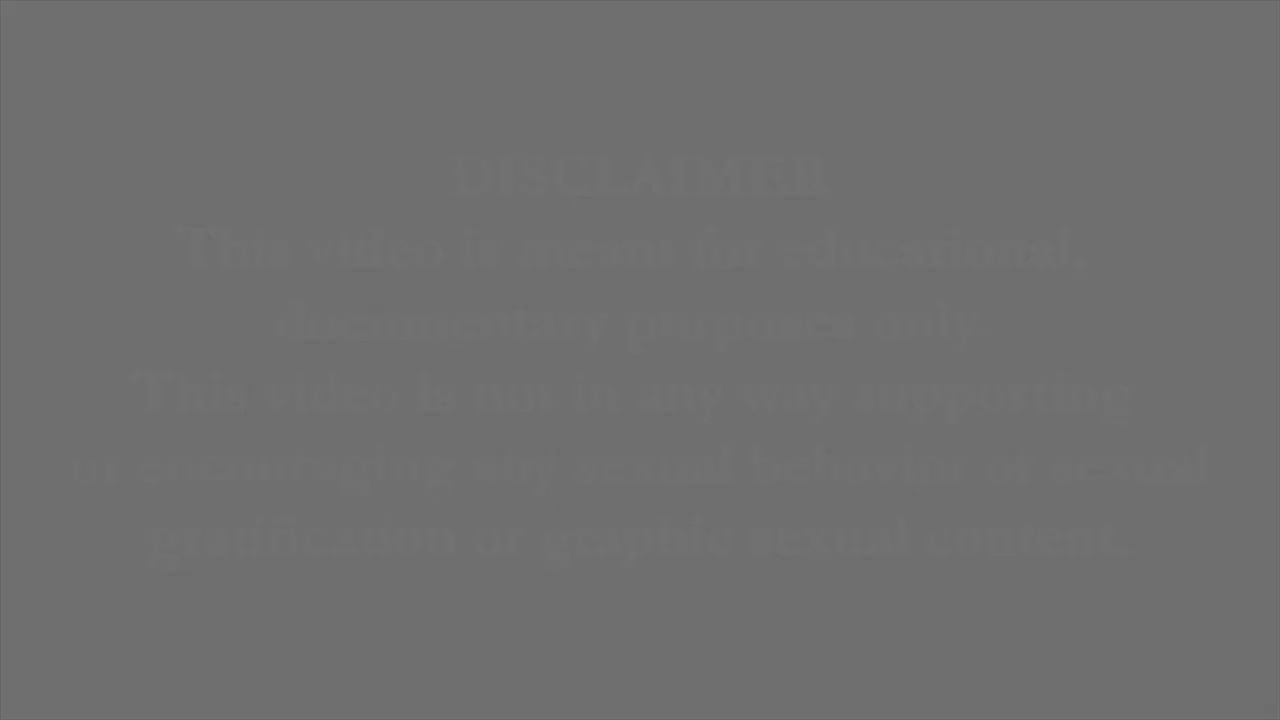 DISCLAIMER
This video is meant for educational,
documentary purposes only.
This video is not in any way supporting
or encouraging any sexual behavior or sexual
gratification or graphic sexual content.